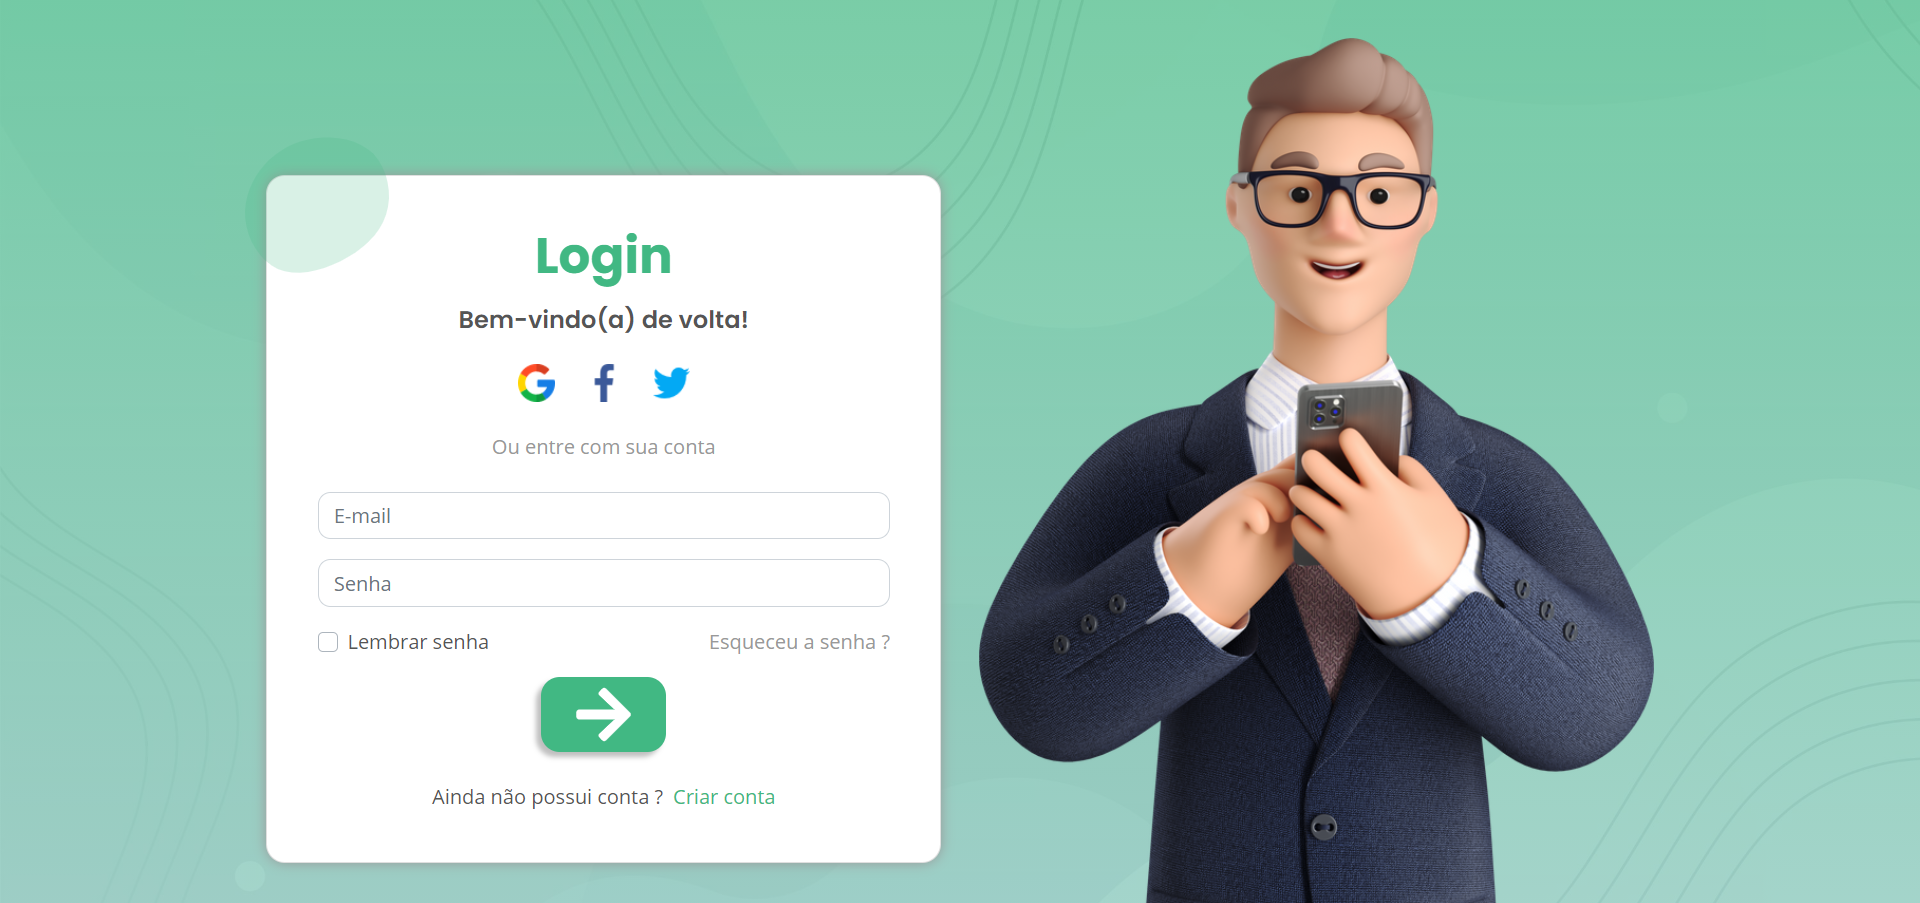 Login
Bem-vindo(a) de volta!
Ou entre com sua conta
E-mail
Senha
Lembrar senha
Esqueceu a senha ?
Ainda não possui conta ? Criar conta